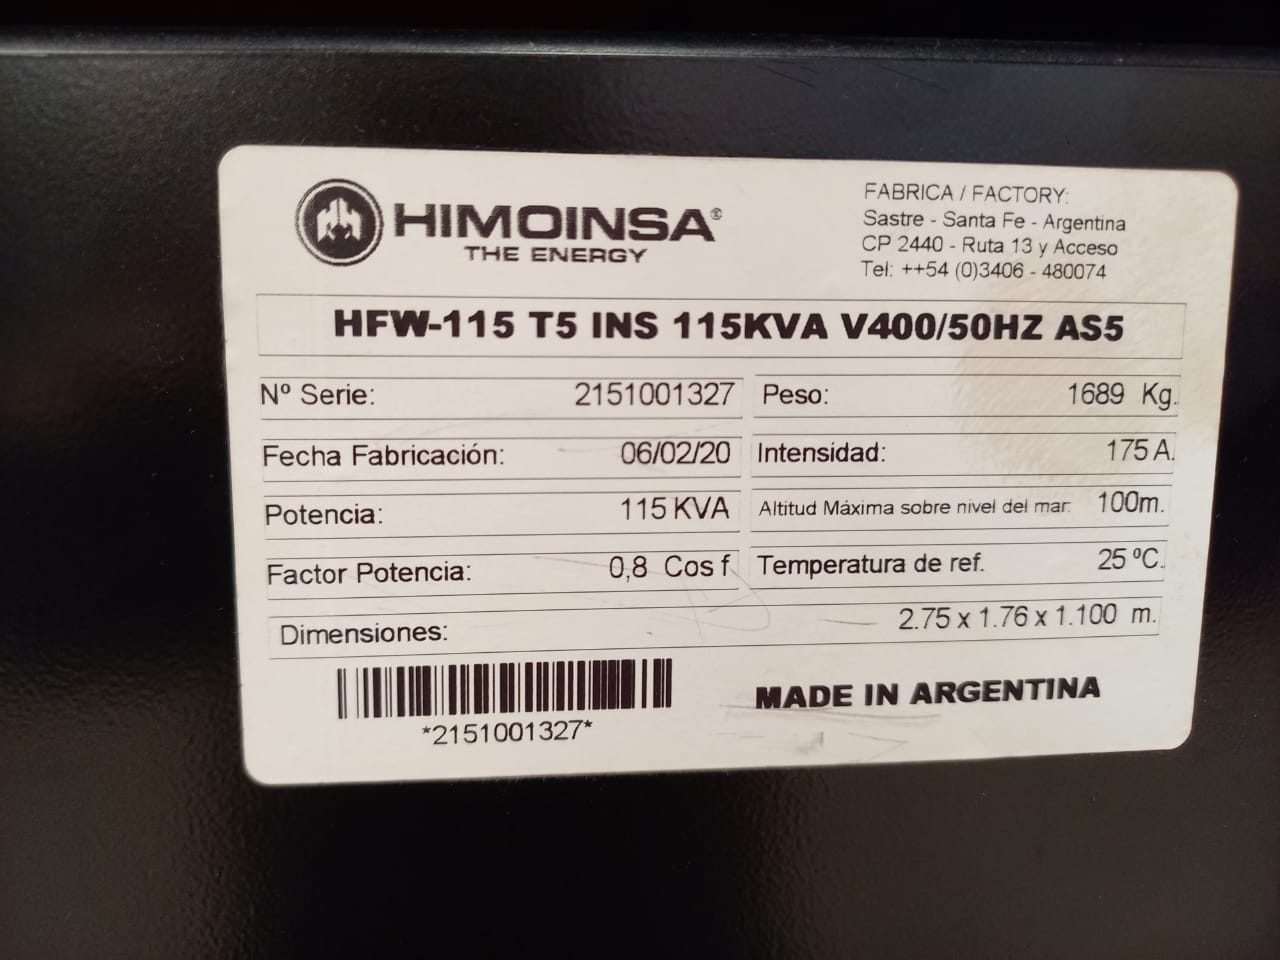 HIMOINSA®
THE ENERGY
FABRICA / FACTORY:
Sastre - Santa Fe - Argentina
CP 2440 - Ruta 13 y Acceso
Tel: ++54 (0)3406 - 480074
HFW-115 T5 INS 115KVA V400/50HZ AS5
Nº Serie: 2151001327 Peso: 1689 Kg.
Fecha Fabricación: 06/02/20 Intensidad: 175 A.
Potencia: 115 KVA Altitud Máxima sobre nivel del mar: 100m.
Factor Potencia: 0,8 Cos f Temperatura de ref. 25 ºC.
Dimensiones: 2.75 x 1.76 x 1.100 m.
*2151001327*
MADE IN ARGENTINA